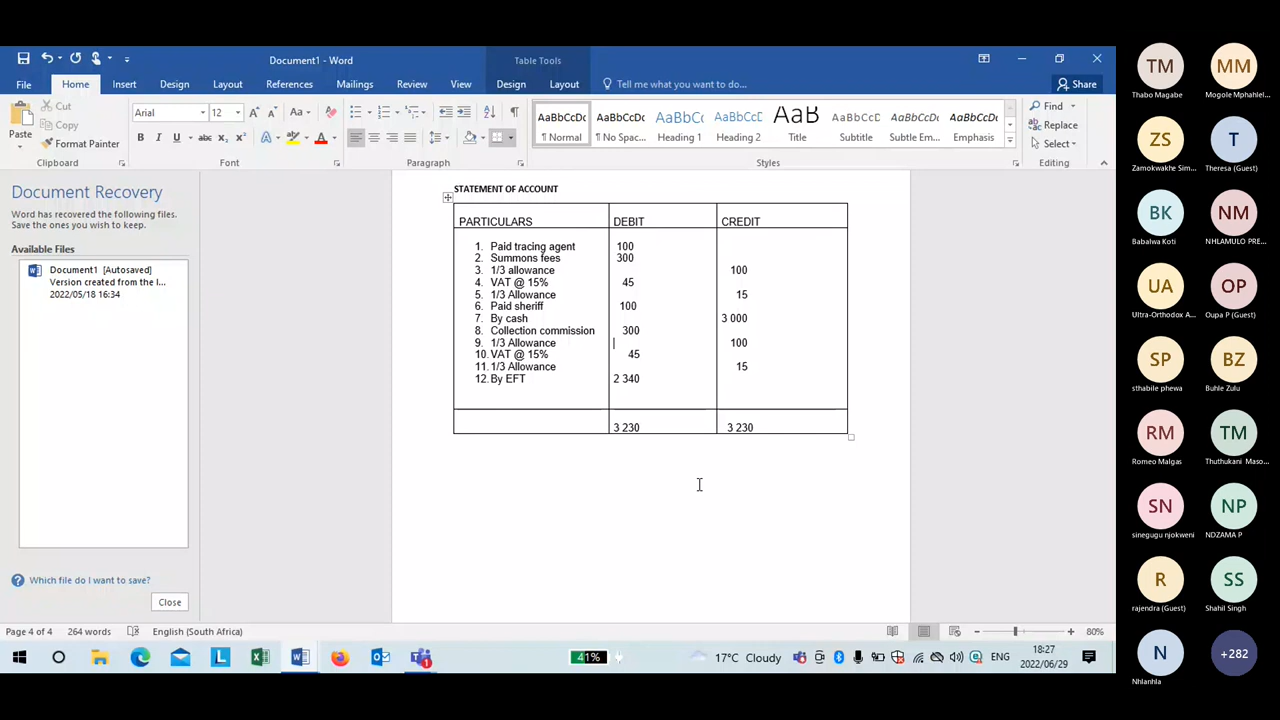 Document1 - Word
Table Tools
File Home Insert Design Layout References Mailings Review View Design Layout Tell me what you want to do... Share
Paste
Cut
Copy
Format Painter
Clipboard
Arial 12
Font
Paragraph
AaBbCcDc AaBbCcDc AaBbCc AaBbCcD AaB AaBbCcD AaBbCcDc AaBbCcDc
¶ Normal ¶ No Spac... Heading 1 Heading 2 Title Subtitle Subtle Em... Emphasis
Styles
Find
Replace
Select
Editing
Document Recovery
Word has recovered the following files.
Save the ones you wish to keep.
Available Files
Document1 [Autosaved]
Version created from the l...
2022/05/18 16:34
Which file do I want to save?
Close
STATEMENT OF ACCOUNT
PARTICULARS DEBIT CREDIT
1. Paid tracing agent 100
2. Summons fees 300
3. 1/3 allowance 100
4. VAT @ 15% 45
5. 1/3 Allowance 15
6. Paid sheriff 100
7. By cash 3 000
8. Collection commission 300
9. 1/3 Allowance 100
10. VAT @ 15% 45
11. 1/3 Allowance 15
12. By EFT 2 340
3 230 3 230
Page 4 of 4 264 words English (South Africa) 80%
41% 17°C Cloudy ENG 18:27
2022/06/29
TM MM
Thabo Magabe Mogole Mphahlel...
ZS T
Zamokwakhe Sim... Theresa (Guest)
BK NM
Babalwa Koti NHLAMULO PRE...
UA OP
Ultra-Orthodox A... Oupa P (Guest)
SP BZ
sthabile phewa Buhle Zulu
RM TM
Romeo Malgas Thuthukani Maso...
SN NP
sinegugu njokweni NDZAMA P
R SS
rajendra (Guest) Shahil Singh
N +282
Nhlanhla